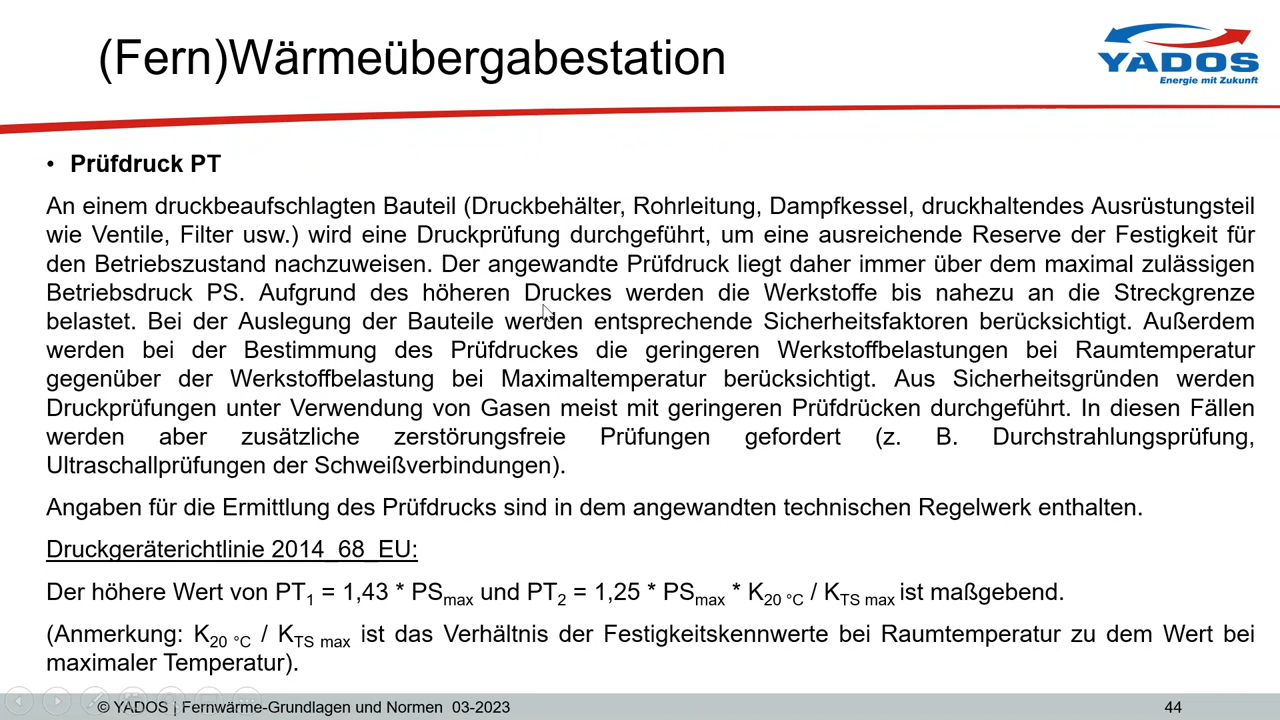 (Fern)Wärmeübergabestation
YADOS
Energie mit Zukunft
• Prüfdruck PT
An einem druckbeaufschlagten Bauteil (Druckbehälter, Rohrleitung, Dampfkessel, druckhaltendes Ausrüstungsteil
wie Ventile, Filter usw.) wird eine Druckprüfung durchgeführt, um eine ausreichende Reserve der Festigkeit für
den Betriebszustand nachzuweisen. Der angewandte Prüfdruck liegt daher immer über dem maximal zulässigen
Betriebsdruck PS. Aufgrund des höheren Druckes werden die Werkstoffe bis nahezu an die Streckgrenze
belastet. Bei der Auslegung der Bauteile werden entsprechende Sicherheitsfaktoren berücksichtigt. Außerdem
werden bei der Bestimmung des Prüfdruckes die geringeren Werkstoffbelastungen bei Raumtemperatur
gegenüber der Werkstoffbelastung bei Maximaltemperatur berücksichtigt. Aus Sicherheitsgründen werden
Druckprüfungen unter Verwendung von Gasen meist mit geringeren Prüfdrücken durchgeführt. In diesen Fällen
werden aber zusätzliche zerstörungsfreie Prüfungen gefordert (z. B. Durchstrahlungsprüfung,
Ultraschallprüfungen der Schweißverbindungen).
Angaben für die Ermittlung des Prüfdrucks sind in dem angewandten technischen Regelwerk enthalten.
Druckgeräterichtlinie 2014_68_EU:
Der höhere Wert von PT1 = 1,43 * PSmax und PT2 = 1,25 * PSmax * K20 °C / KTS max ist maßgebend.
(Anmerkung: K20 °C / KTS max ist das Verhältnis der Festigkeitskennwerte bei Raumtemperatur zu dem Wert bei
maximaler Temperatur).
© YADOS | Fernwärme-Grundlagen und Normen 03-2023
44